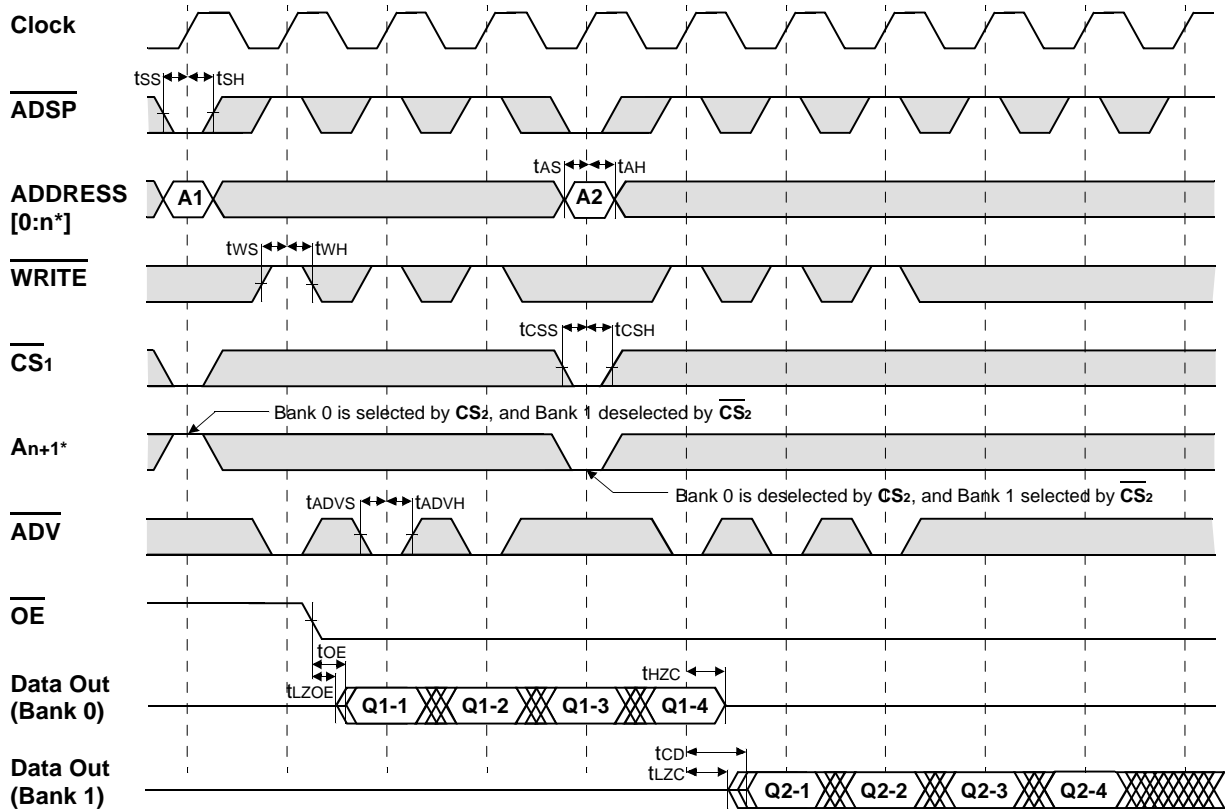 Clock
tSS tSH
ADSP
tAS tAH
ADDRESS
[0:n*]
A1 A2
tWS tWH
WRITE
tCSS tCSH
CS1
Bank 0 is selected by CS2, and Bank 1 deselected by CS2
An+1*
Bank 0 is deselected by CS2, and Bank 1 selected by CS2
tADVS tADVH
ADV
OE
tOE
tLZOE
tHZC
Data Out
(Bank 0)
Q1-1 Q1-2 Q1-3 Q1-4
tCD
tLZC
Data Out
(Bank 1)
Q2-1 Q2-2 Q2-3 Q2-4